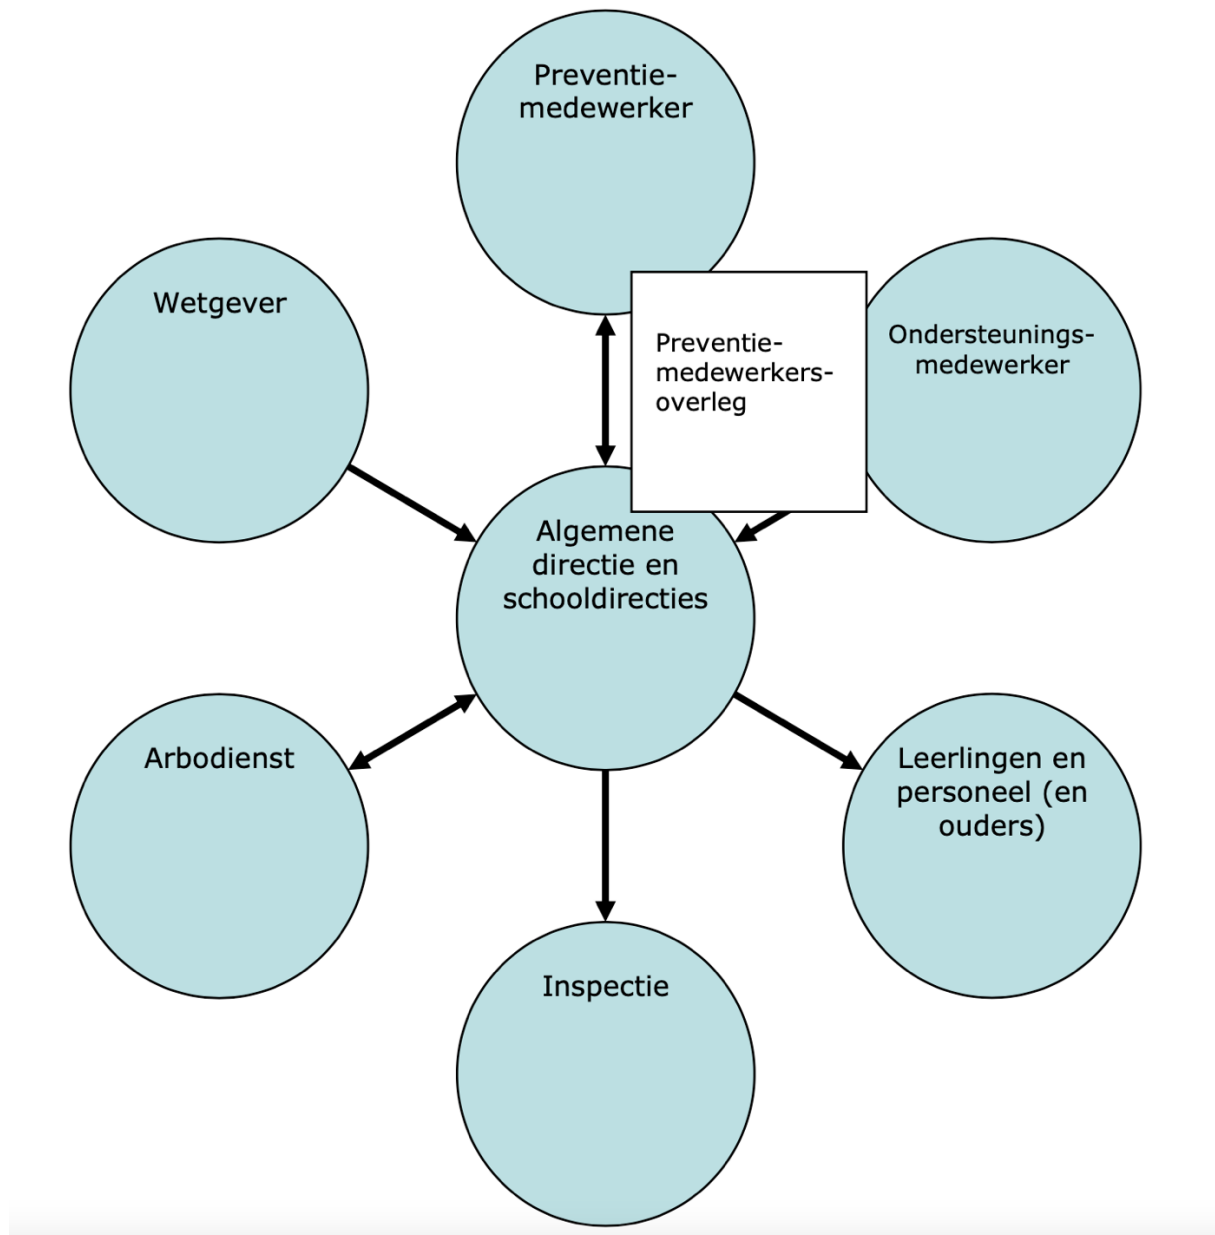 Preventie-
medewerker
Wetgever
Preventie-
medewerkers-
overleg
Ondersteunings-
medewerker
Algemene
directie en
schooldirecties
Arbodienst
Leerlingen en
personeel (en
ouders)
Inspectie